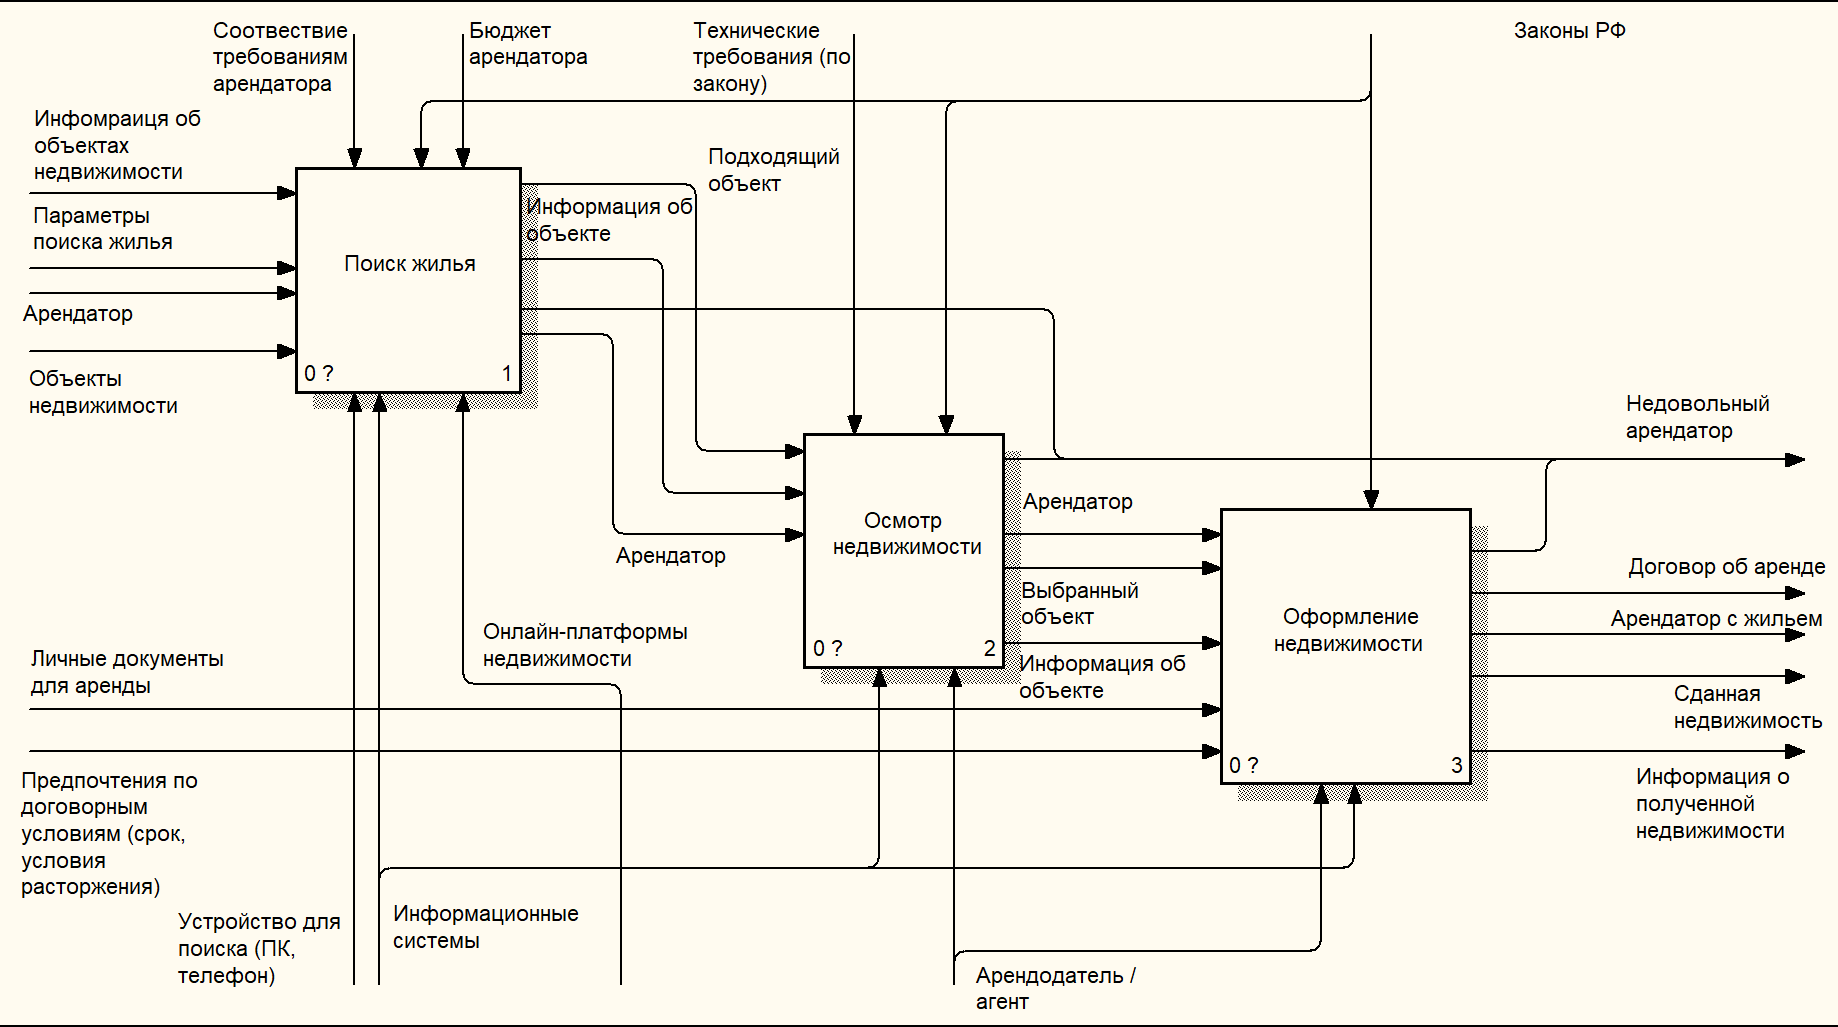 Соотвествие
требованиям
арендатора
Бюджет
арендатора
Технические
требования (по
закону)
Законы РФ
Инфомраиця об
объектах
недвижимости
Параметры
поиска жилья
Арендатор
Объекты
недвижимости
Поиск жилья
0 ?
1
Информация об
объекте
Подходящий
объект
Арендатор
Осмотр
недвижимости
0 ?
2
Недовольный
арендатор
Арендатор
Выбранный
объект
Информация об
объекте
Оформление
недвижимости
0 ?
3
Договор об аренде
Арендатор с жильем
Сданная
недвижимость
Информация о
полученной
недвижимости
Онлайн-платформы
недвижимости
Личные документы
для аренды
Предпочтения по
договорным
условиям (срок,
условия
расторжения)
Устройство для
поиска (ПК,
телефон)
Информационные
системы
Арендодатель /
агент